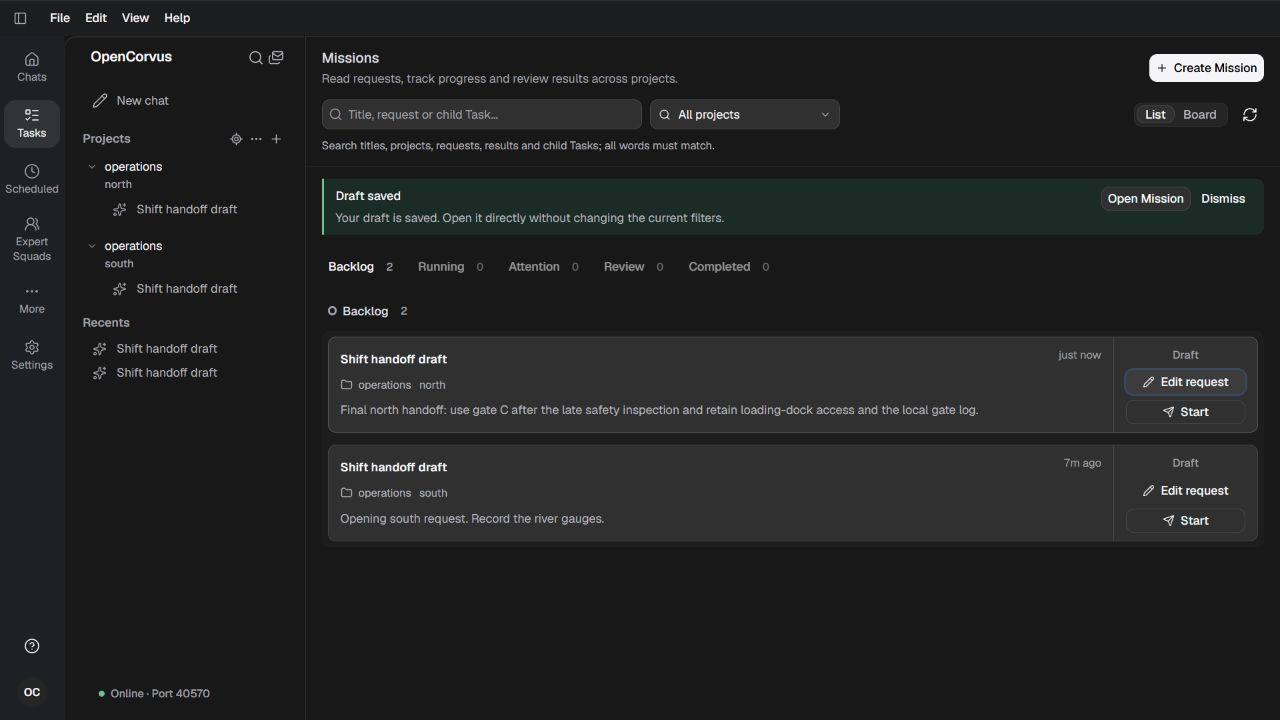 File Edit View Help
Chats
Tasks
Scheduled
Expert
Squads
More
Settings
OC
OpenCorvus
New chat
Projects
operations
north
Shift handoff draft
operations
south
Shift handoff draft
Recents
Shift handoff draft
Shift handoff draft
Online · Port 40570
Missions
Read requests, track progress and review results across projects.
Create Mission
Title, request or child Task...
All projects
List Board
Search titles, projects, requests, results and child Tasks; all words must match.
Draft saved
Your draft is saved. Open it directly without changing the current filters.
Open Mission Dismiss
Backlog 2 Running 0 Attention 0 Review 0 Completed 0
Backlog 2
Shift handoff draft just now
operations north
Final north handoff: use gate C after the late safety inspection and retain loading-dock access and the local gate log.
Draft
Edit request
Start
Shift handoff draft 7m ago
operations south
Opening south request. Record the river gauges.
Draft
Edit request
Start